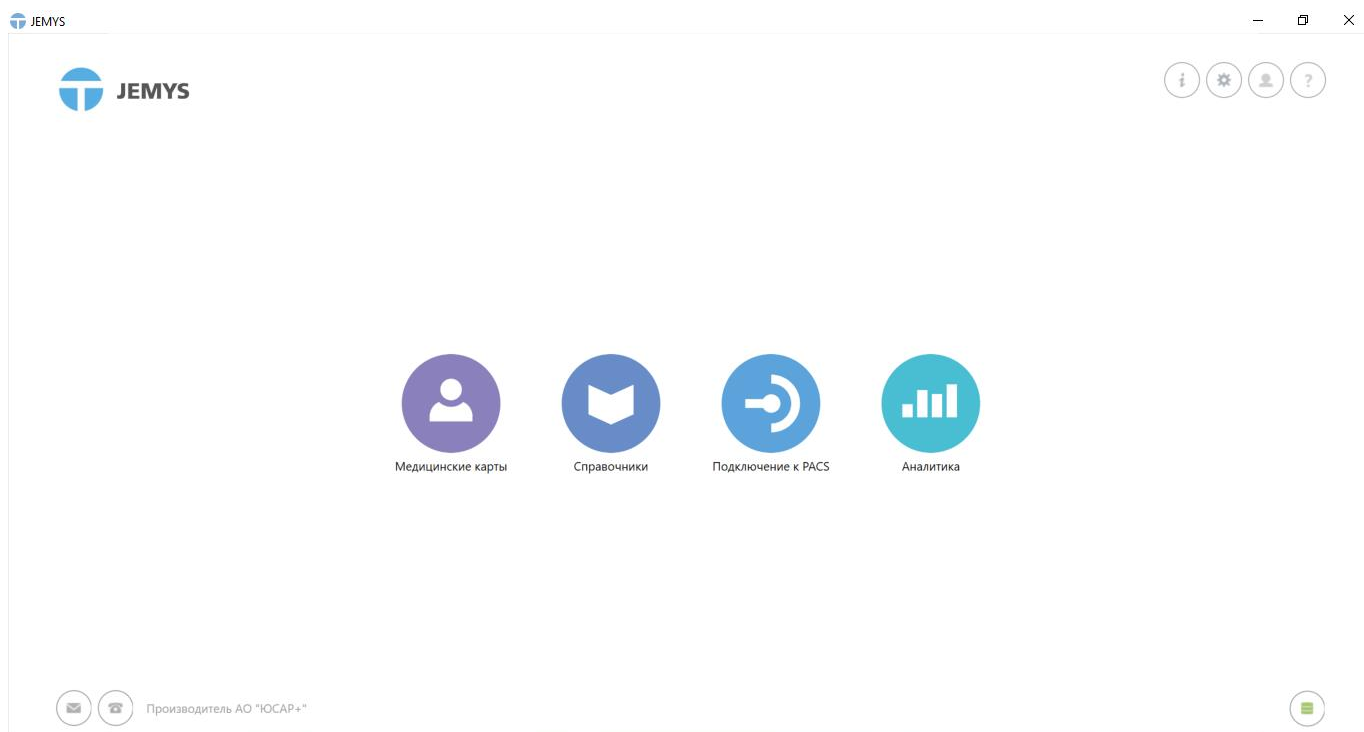 JEMYS
JEMYS
Медицинские карты
Справочники
Подключение к PACS
Аналитика
Производитель АО "ЮСАР+"